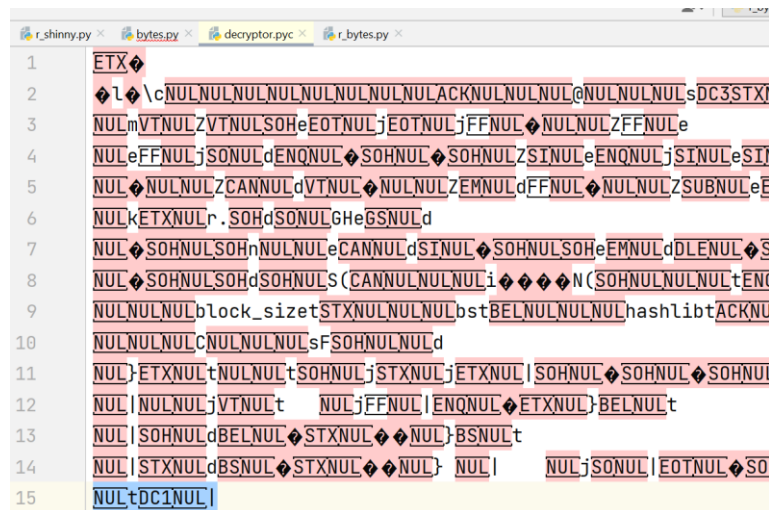 r_shinny.py × bytes.py × decryptor.pyc × r_bytes.py ×
1 ETX�
2 �l�\cNULNULNULNULNULNULNULNULACKNULNULNUL@NULNULNULsDC3STX
3 NULmVTNULZVTNULSOHeEOTNULjEOTNULjFFNUL�NULNULZFFNULe
4 NULeFFNULjSONULdENQNUL�SOHNUL�SOHNULZSINULeENQNULjSINULeSI
5 NUL�NULNULZCANNULdVTNUL�NULNULZEMNULdFFNUL�NULNULZSUBNULe
6 NULkETXNULr.SOHdSONULGHeGSNULd
7 NUL�SOHNULSOHnNULNULeCANNULdSINUL�SOHNULSOHeEMNULdDLENUL�
8 NUL�SOHNULSOHdSOHNULS(CANNULNULNULi����N(SOHNULNULNULt
9 NULNULNULblock_sizetSTXNULNULNULbstBELNULNULNULhashlibtACK
10 NULNULNULCNULNULNULsFSOHNULNULd
11 NUL}ETXNULtNULNULtSOHNULjSTXNULjETXNUL|SOHNUL�SOHNUL�SOHNUL
12 NUL|NULNULjVTNULt NULjFFNUL|ENQNUL�ETXNUL}BELNULt
13 NUL|SOHNULdBELNUL�STXNUL��NUL}BSNULt
14 NUL|STXNULdBSNUL�STXNUL��NUL} NUL| NULjSONUL|EOTNUL�
15 NULtDC1NUL|